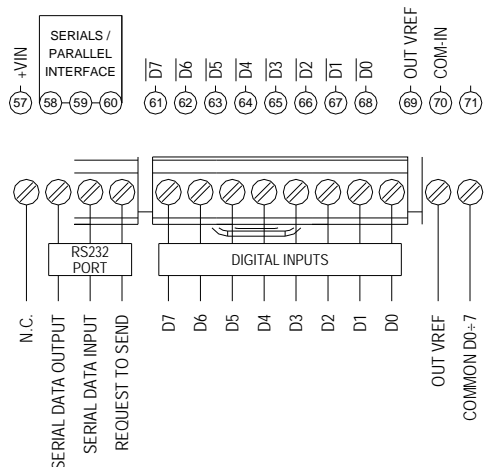 +VIN
SERIALS /
PARALLEL
INTERFACE
D7
D6
D5
D4
D3
D2
D1
D0
OUT VREF
COM-IN
57
58
59
60
61
62
63
64
65
66
67
68
69
70
71
RS232
PORT
DIGITAL INPUTS
N.C.
SERIAL DATA OUTPUT
SERIAL DATA INPUT
REQUEST TO SEND
D7
D6
D5
D4
D3
D2
D1
D0
OUT VREF
COMMON D0÷7